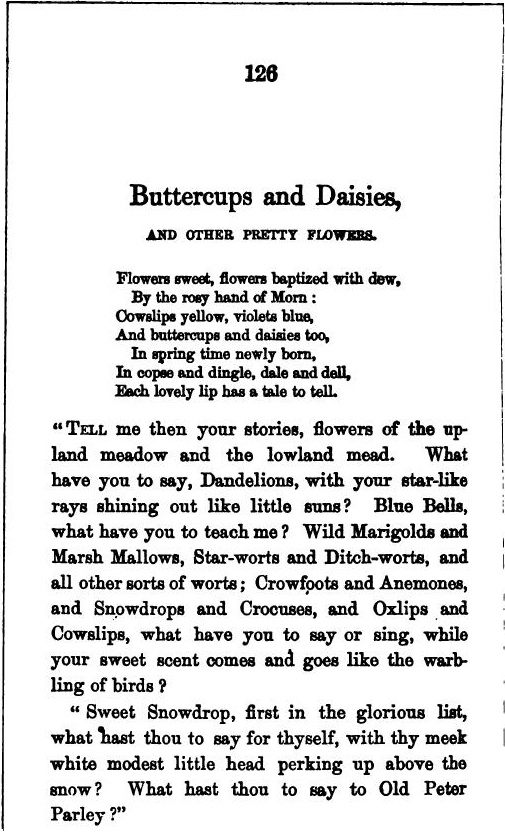 126
Buttercups and Daisies,
AND OTHER PRETTY FLOWERS.
Flowers sweet, flowers baptized with dew,
By the rosy hand of Morn :
Cowslips yellow, violets blue,
And buttercups and daisies too,
In spring time newly born,
In copse and dingle, dale and dell,
Each lovely lip has a tale to tell.
“TELL me then your stories, flowers of the up-
land meadow and the lowland mead. What
have you to say, Dandelions, with your star-like
rays shining out like little suns? Blue Bells,
what have you to teach me? Wild Marigolds and
Marsh Mallows, Star-worts and Ditch-worts, and
all other sorts of worts; Crowfoots and Anemones,
and Snowdrops and Crocuses, and Oxlips and
Cowslips, what have you to say or sing, while
your sweet scent comes and goes like the warb-
ling of birds?
“ Sweet Snowdrop, first in the glorious list,
what hast thou to say for thyself, with thy meek
white modest little head perking up above the
snow? What hast thou to say to Old Peter
Parley?”